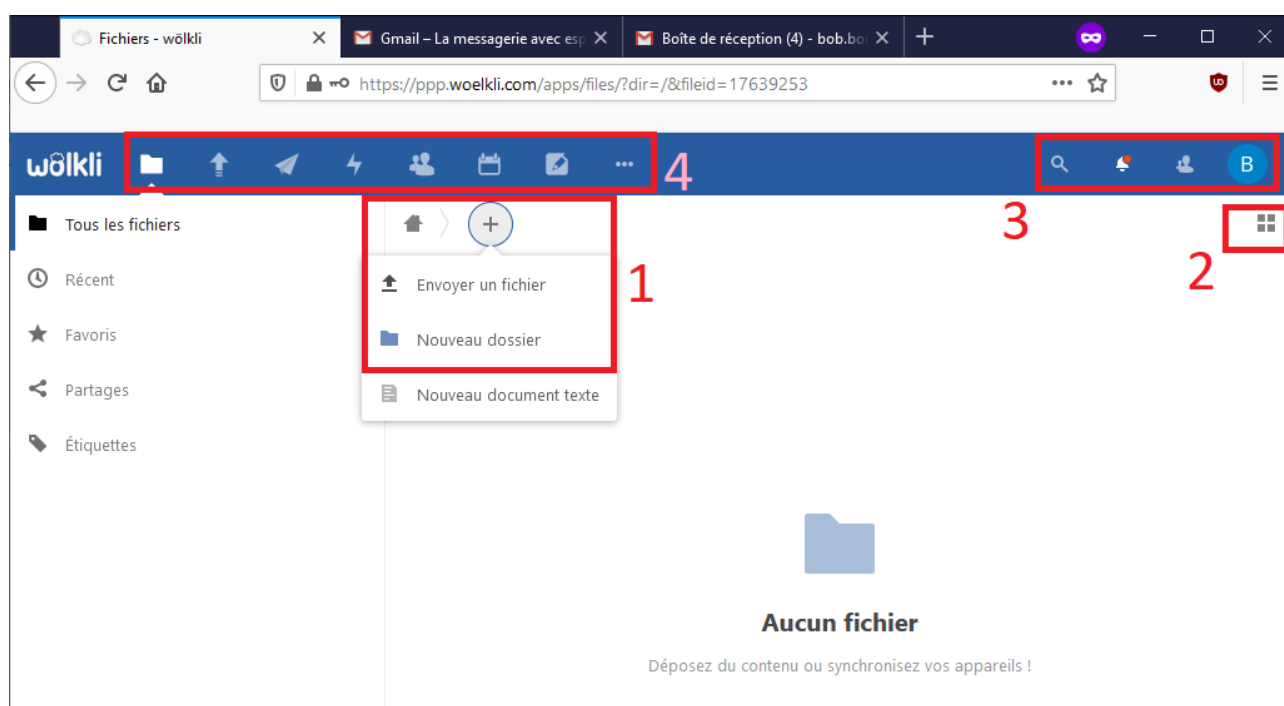 Fichiers - wölkli
Gmail – La messagerie avec esp
Boîte de réception (4) - bob.bo
https://ppp.woelkli.com/apps/files/?dir=/&fileid=17639253
wölkli
4
B
Tous les fichiers
3
Récent
Envoyer un fichier
1
2
Favoris
Nouveau dossier
Partages
Nouveau document texte
Étiquettes
Aucun fichier
Déposez du contenu ou synchronisez vos appareils !